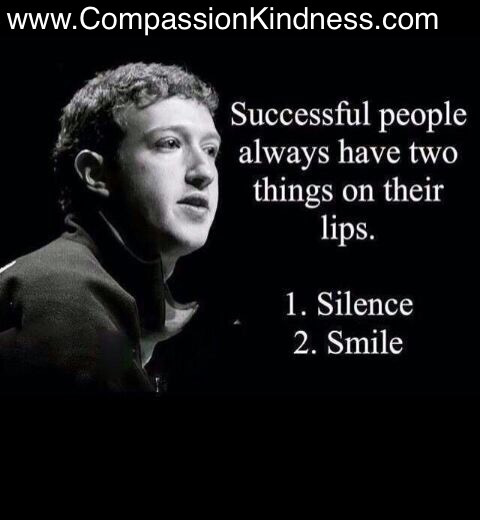 www.CompassionKindness.com
Successful people
always have two
things on their
lips.
1. Silence
2. Smile